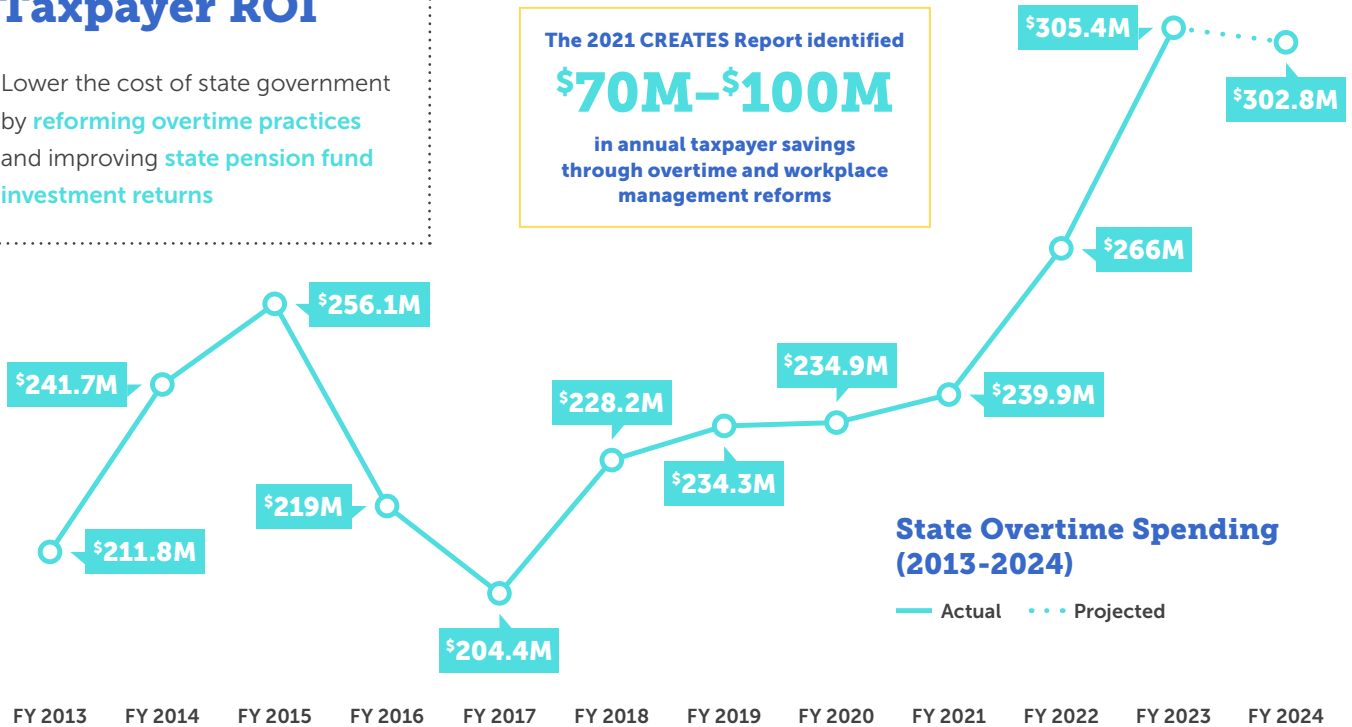 Taxpayer ROI
Lower the cost of state government
by reforming overtime practices
and improving state pension fund
investment returns
The 2021 CREATES Report identified
$70M–$100M
in annual taxpayer savings
through overtime and workplace
management reforms
$305.4M
$302.8M
$266M
$256.1M
$241.7M
$234.9M
$239.9M
$228.2M
$234.3M
$219M
$211.8M
$204.4M
State Overtime Spending
(2013-2024)
Actual Projected
FY 2013 FY 2014 FY 2015 FY 2016 FY 2017 FY 2018 FY 2019 FY 2020 FY 2021 FY 2022 FY 2023 FY 2024